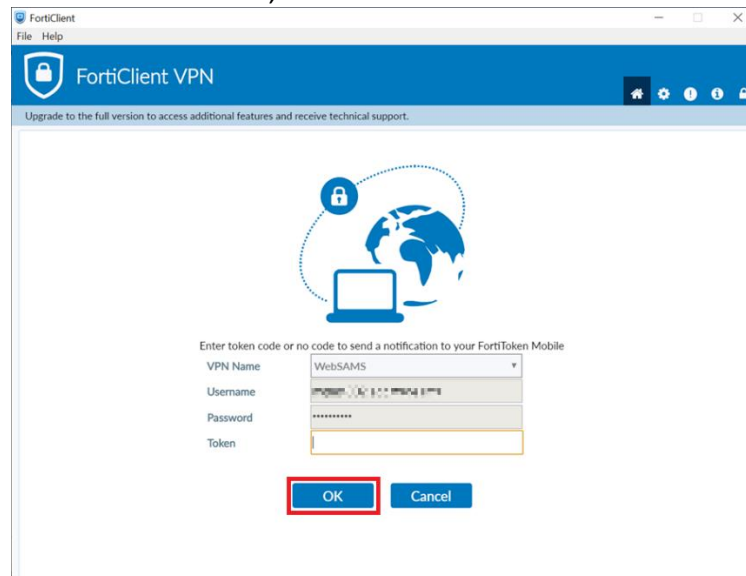 FortiClient
File Help
FortiClient VPN
Upgrade to the full version to access additional features and receive technical support.
Enter token code or no code to send a notification to your FortiToken Mobile
VPN Name WebSAMS
Username
Password ••••••••••
Token
OK Cancel